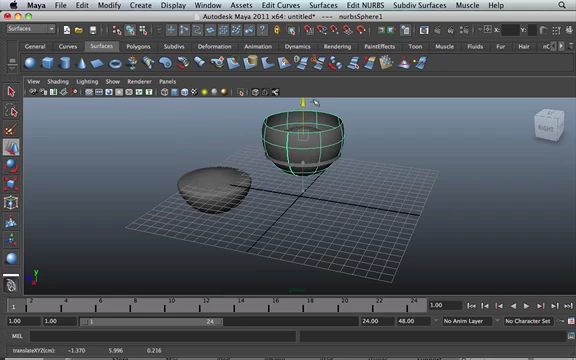 Maya File Edit Modify Create Display Window Assets Edit Curves Surfaces Edit NURBS Subdiv Surfaces Muscle Help
Autodesk Maya 2011 x64: untitled* --- nurbsSphere1
Surfaces X: Y:
General Curves Surfaces Polygons Subdivs Deformation Animation Dynamics Rendering PaintEffects Toon Muscle Fluids Fur Hair
View Shading Lighting Show Renderer Panels
RIGHT
y
1 2 4 6 8 10 12 14 16 18 20 22 24 1.00
1.00 1.00 1 24 24.00 48.00 No Anim Layer No Character Set
MEL
translateXYZ(cm): -1.370 5.996 0.216